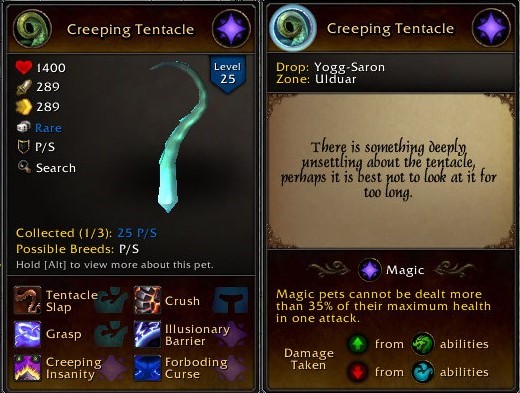 Creeping Tentacle
1400
Level
25
289
289
Rare
P/S
Search
Collected (1/3): 25 P/S
Possible Breeds: P/S
Hold [Alt] to view more about this pet.
Tentacle
Slap
Crush
Grasp
Illusionary
Barrier
Creeping
Insanity
Forboding
Curse
Creeping Tentacle
Drop: Yogg-Saron
Zone: Ulduar
There is something deeply
unsettling about the tentacle,
perhaps it is best not to look at it for
too long.
Magic
Magic pets cannot be dealt more
than 35% of their maximum health
in one attack.
Damage
Taken
from abilities
from abilities